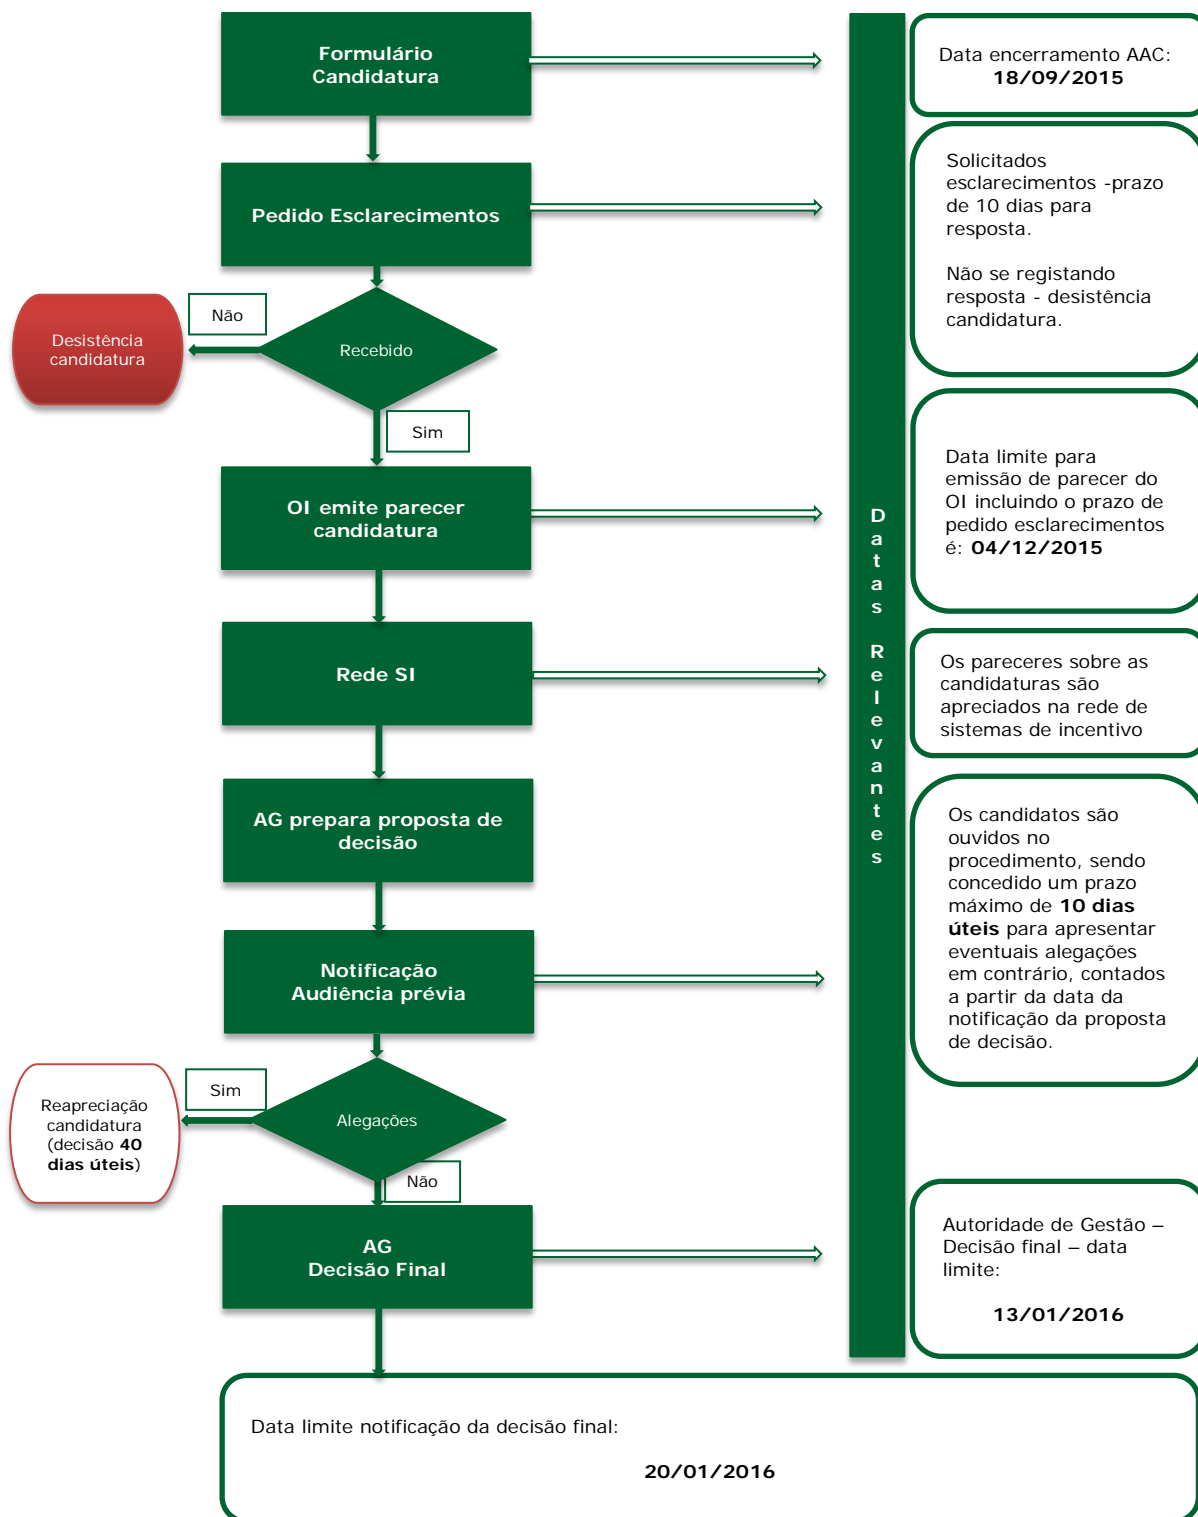 Formulário
Candidatura
Data encerramento AAC:
18/09/2015
Pedido Esclarecimentos
Solicitados
esclarecimentos -prazo
de 10 dias para
resposta.
Não se registando
resposta - desistência
candidatura.
Não
Desistência
candidatura
Recebido
Sim
OI emite parecer
candidatura
Data limite para
emissão de parecer do
OI incluindo o prazo de
pedido esclarecimentos
é: 04/12/2015
Datas Relevantes
Rede SI
Os pareceres sobre as
candidaturas são
apreciados na rede de
sistemas de incentivo
AG prepara proposta de
decisão
Notificação
Audiência prévia
Os candidatos são
ouvidos no
procedimento, sendo
concedido um prazo
máximo de 10 dias
úteis para apresentar
eventuais alegações
em contrário, contados
a partir da data da
notificação da proposta
de decisão.
Sim
Reapreciação
candidatura
(decisão 40
dias úteis)
Alegações
Não
AG
Decisão Final
Autoridade de Gestão –
Decisão final – data
limite:
13/01/2016
Data limite notificação da decisão final:
20/01/2016